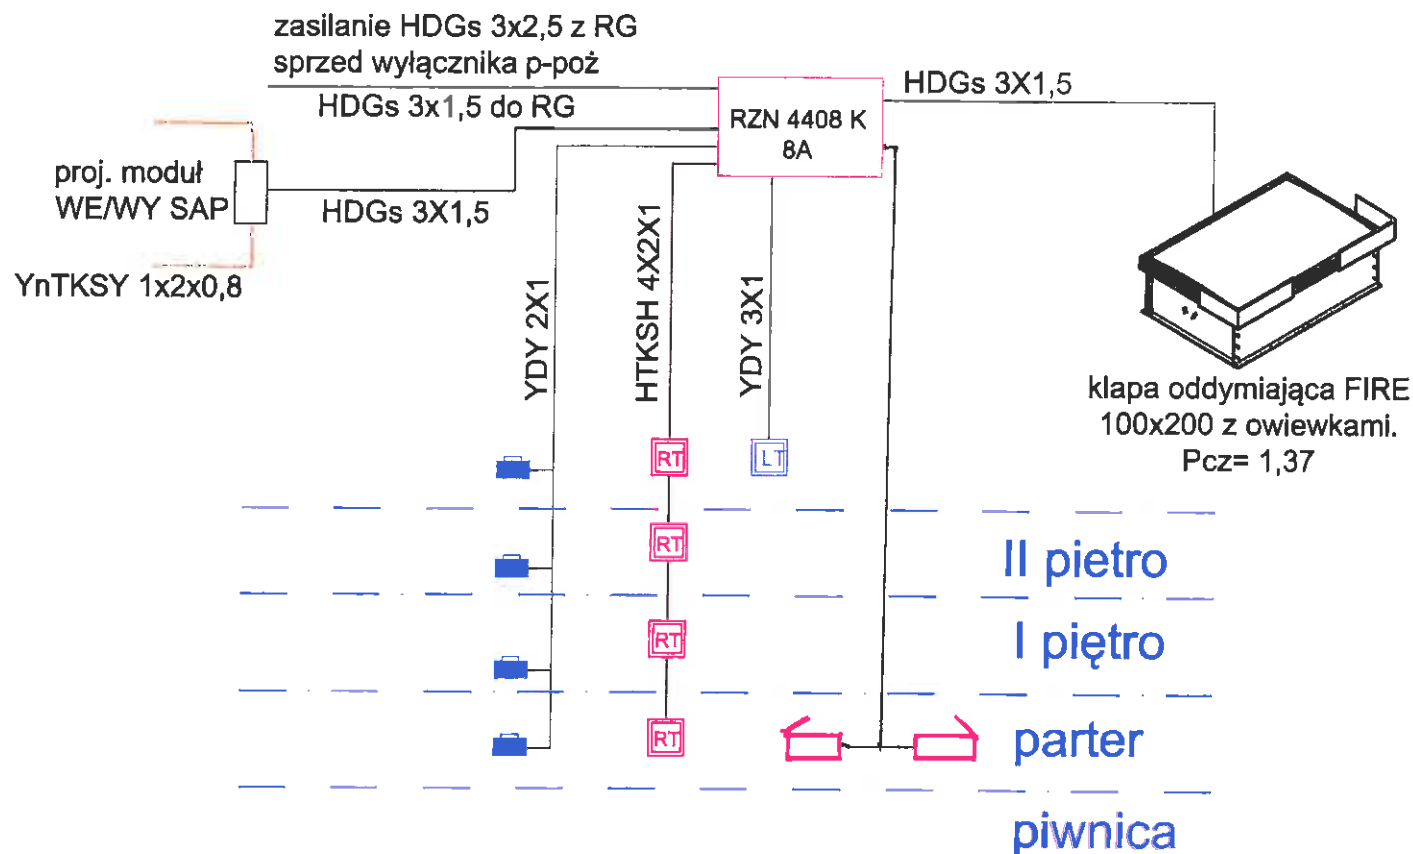 zasilanie HDGs 3x2,5 z RG
sprzed wyłącznika p-poż
HDGs 3x1,5 do RG
RZN 4408 K
8A
HDGs 3X1,5
proj. moduł
WE/WY SAP
HDGs 3X1,5
YnTKSY 1x2x0,8
YDY 2X1
HTKSH 4X2X1
YDY 3X1
klapa oddymiająca FIRE
100x200 z owiewkami.
Pcz= 1,37
RT
LT
RT
II pietro
RT
I piętro
RT
parter
piwnica